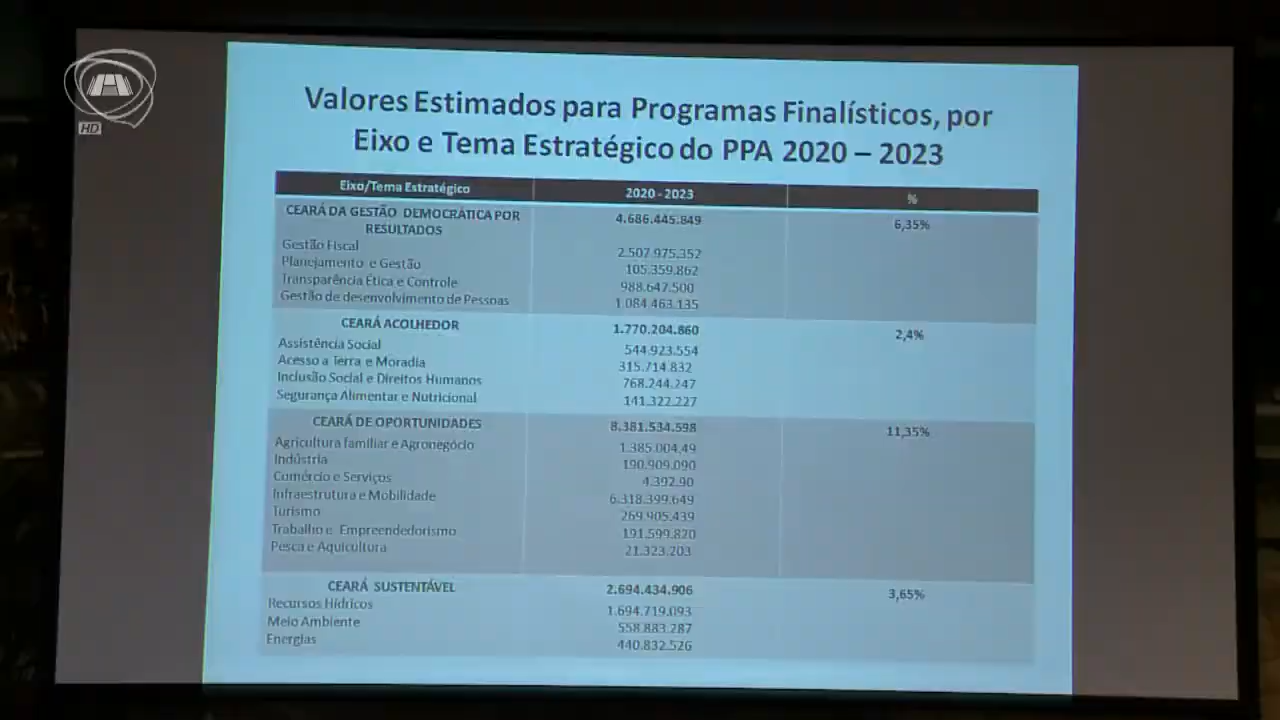 HD
Valores Estimados para Programas Finalísticos, por
Eixo e Tema Estratégico do PPA 2020 – 2023
Eixo/Tema Estratégico 2020 - 2023 %
CEARÁ DA GESTÃO DEMOCRÁTICA POR
RESULTADOS 4.686.445.849 6,35%
Gestão Fiscal 2.507.975.352
Planejamento e Gestão 105.359.862
Transparência Ética e Controle 988.647.500
Gestão de desenvolvimento de Pessoas 1.084.463.135
CEARÁ ACOLHEDOR 1.770.204.860 2,4%
Assistência Social 544.923.554
Acesso a Terra e Moradia 315.714.832
Inclusão Social e Direitos Humanos 768.244.247
Segurança Alimentar e Nutricional 141.322.227
CEARÁ DE OPORTUNIDADES 8.381.534.598 11,35%
Agricultura familiar e Agronegócio 1.385.004,49
Indústria 190.909.090
Comércio e Serviços 4.392.90
Infraestrutura e Mobilidade 6.318.399.649
Turismo 269.905.439
Trabalho e Empreendedorismo 191.599.820
Pesca e Aquicultura 21.323.203
CEARÁ SUSTENTÁVEL 2.694.434.906 3,65%
Recursos Hídricos 1.694.719.093
Meio Ambiente 558.883.287
Energias 440.832.526